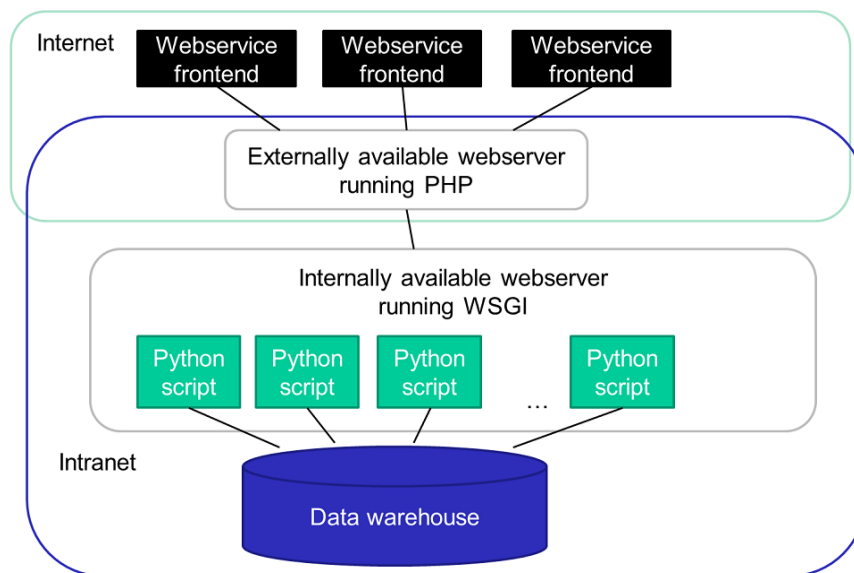 Internet
Webservice
frontend
Webservice
frontend
Webservice
frontend
Externally available webserver
running PHP
Internally available webserver
running WSGI
Python
script
Python
script
Python
script
...
Python
script
Intranet
Data warehouse